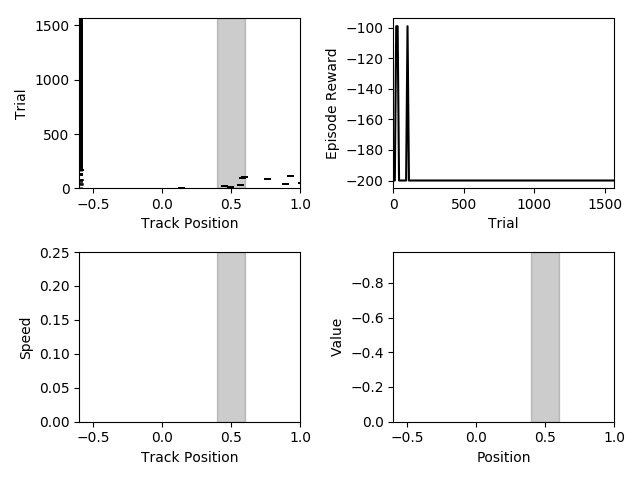 1500
1000
500
0
Trial
−0.5 0.0 0.5 1.0
Track Position
−100
−120
−140
−160
−180
−200
Episode Reward
0 500 1000 1500
Trial
0.25
0.20
0.15
0.10
0.05
0.00
Speed
−0.5 0.0 0.5 1.0
Track Position
−0.8
−0.6
−0.4
−0.2
0.0
Value
−0.5 0.0 0.5 1.0
Position